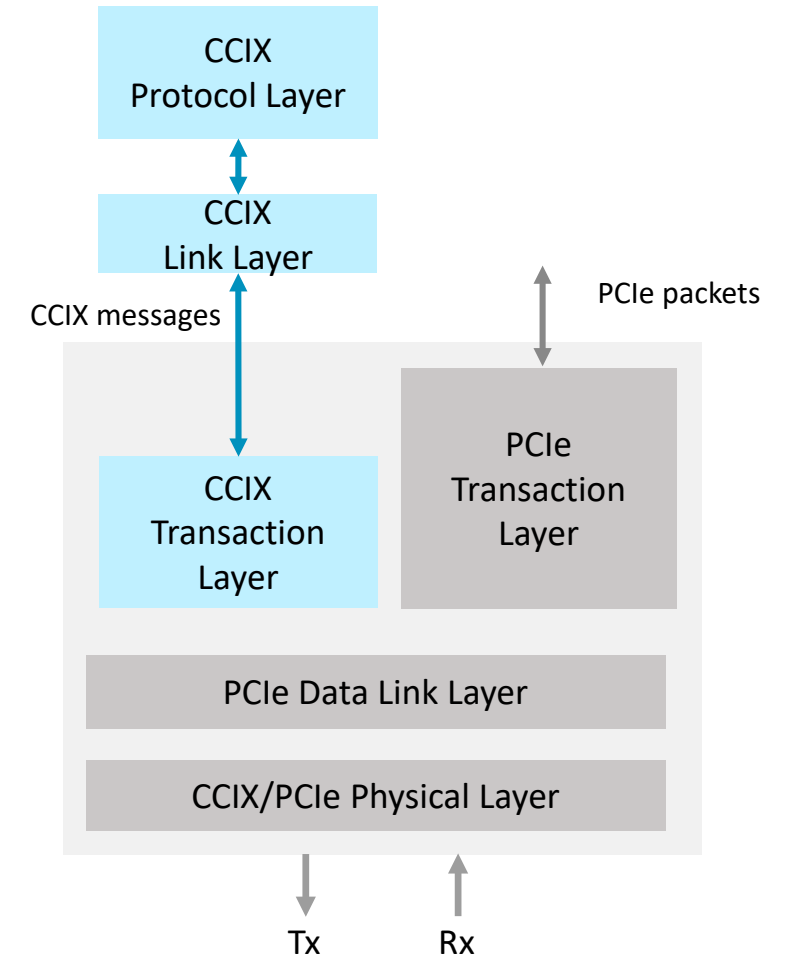 CCIX
Protocol Layer
CCIX
Link Layer
CCIX messages
PCIe packets
CCIX
Transaction
Layer
PCIe
Transaction
Layer
PCIe Data Link Layer
CCIX/PCIe Physical Layer
Tx
Rx